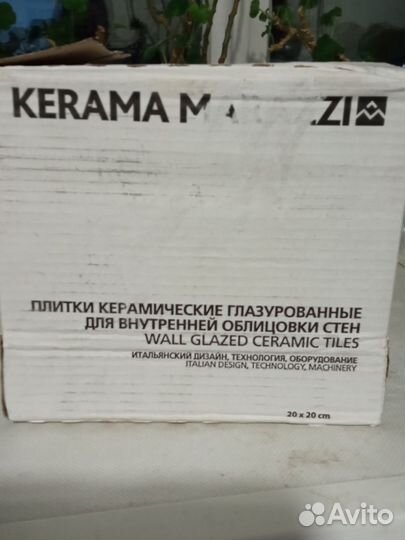 KERAMA M ZZI
ПЛИТКИ КЕРАМИЧЕСКИЕ ГЛАЗУРОВАННЫЕ
ДЛЯ ВНУТРЕННЕЙ ОБЛИЦОВКИ СТЕН
WALL GLAZED CERAMIC TILES
ИТАЛЬЯНСКИЙ ДИЗАЙН, ТЕХНОЛОГИЯ, ОБОРУДОВАНИЕ
ITALIAN DESIGN, TECHNOLOGY, MACHINERY
20 x 20 cm
Avito